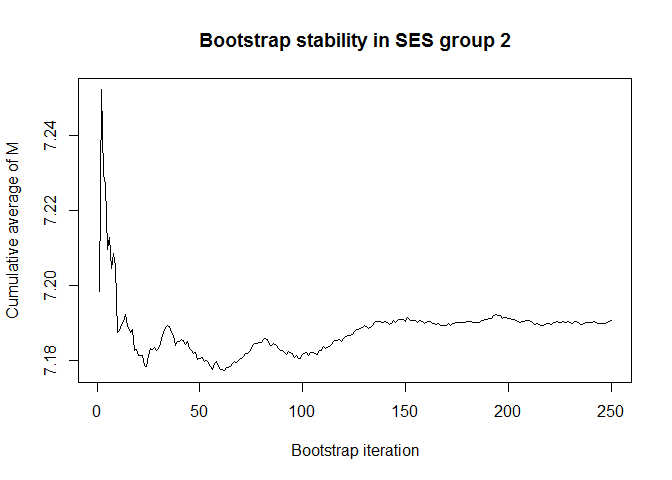 Bootstrap stability in SES group 2
Cumulative average of M
7.24
7.22
7.20
7.18
0 50 100 150 200 250
Bootstrap iteration